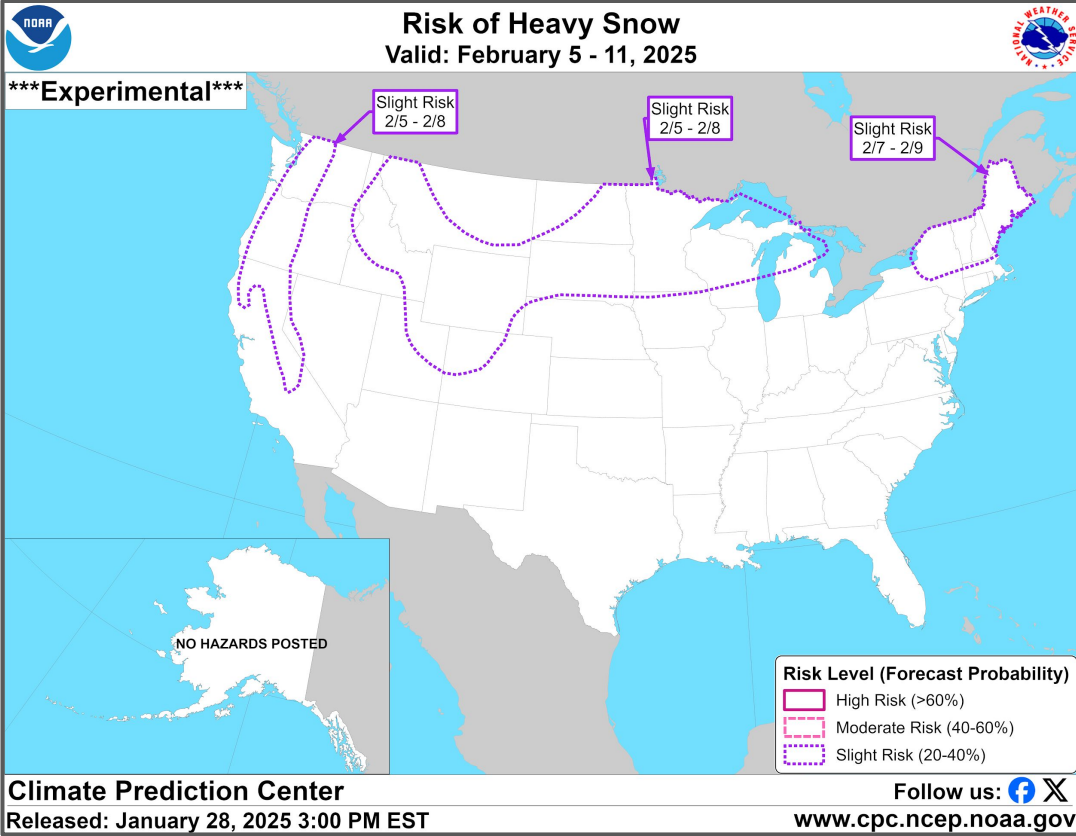 NOAA
Risk of Heavy Snow
Valid: February 5 - 11, 2025
NATIONAL WEATHER SERVICE
***Experimental***
Slight Risk
2/5 - 2/8
Slight Risk
2/5 - 2/8
Slight Risk
2/7 - 2/9
NO HAZARDS POSTED
Risk Level (Forecast Probability)
High Risk (>60%)
Moderate Risk (40-60%)
Slight Risk (20-40%)
Climate Prediction Center
Follow us:
Released: January 28, 2025 3:00 PM EST
www.cpc.ncep.noaa.gov